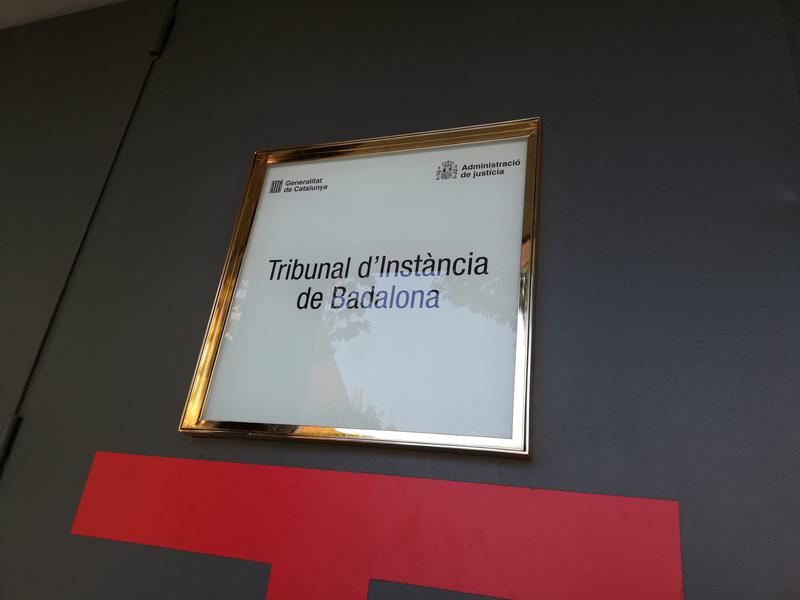 Generalitat
de Catalunya
Administració
de justícia
Tribunal d'Instància
de Badalona